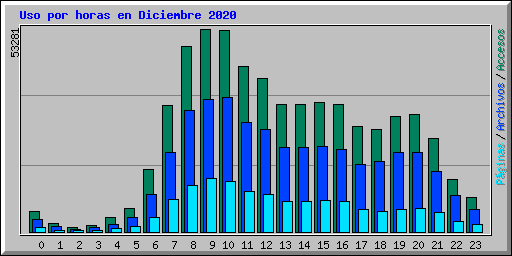 Uso por horas en Diciembre 2020
53281
Páginas / Archivos / Accesos
0 1 2 3 4 5 6 7 8 9 10 11 12 13 14 15 16 17 18 19 20 21 22 23